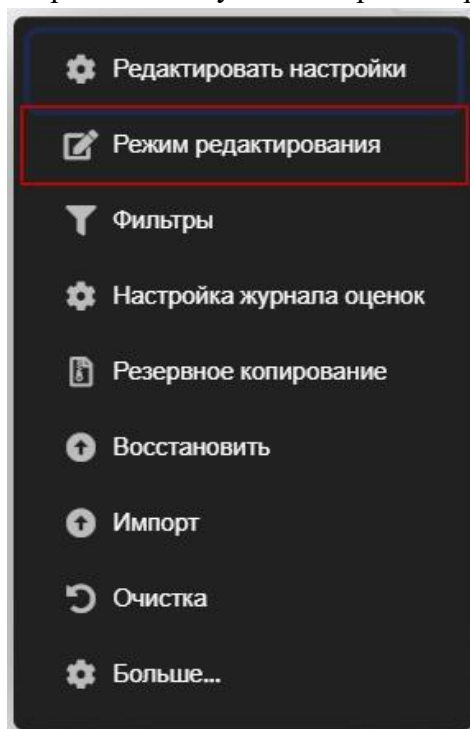 Редактировать настройки
Режим редактирования
Фильтры
Настройка журнала оценок
Резервное копирование
Восстановить
Импорт
Очистка
Больше...